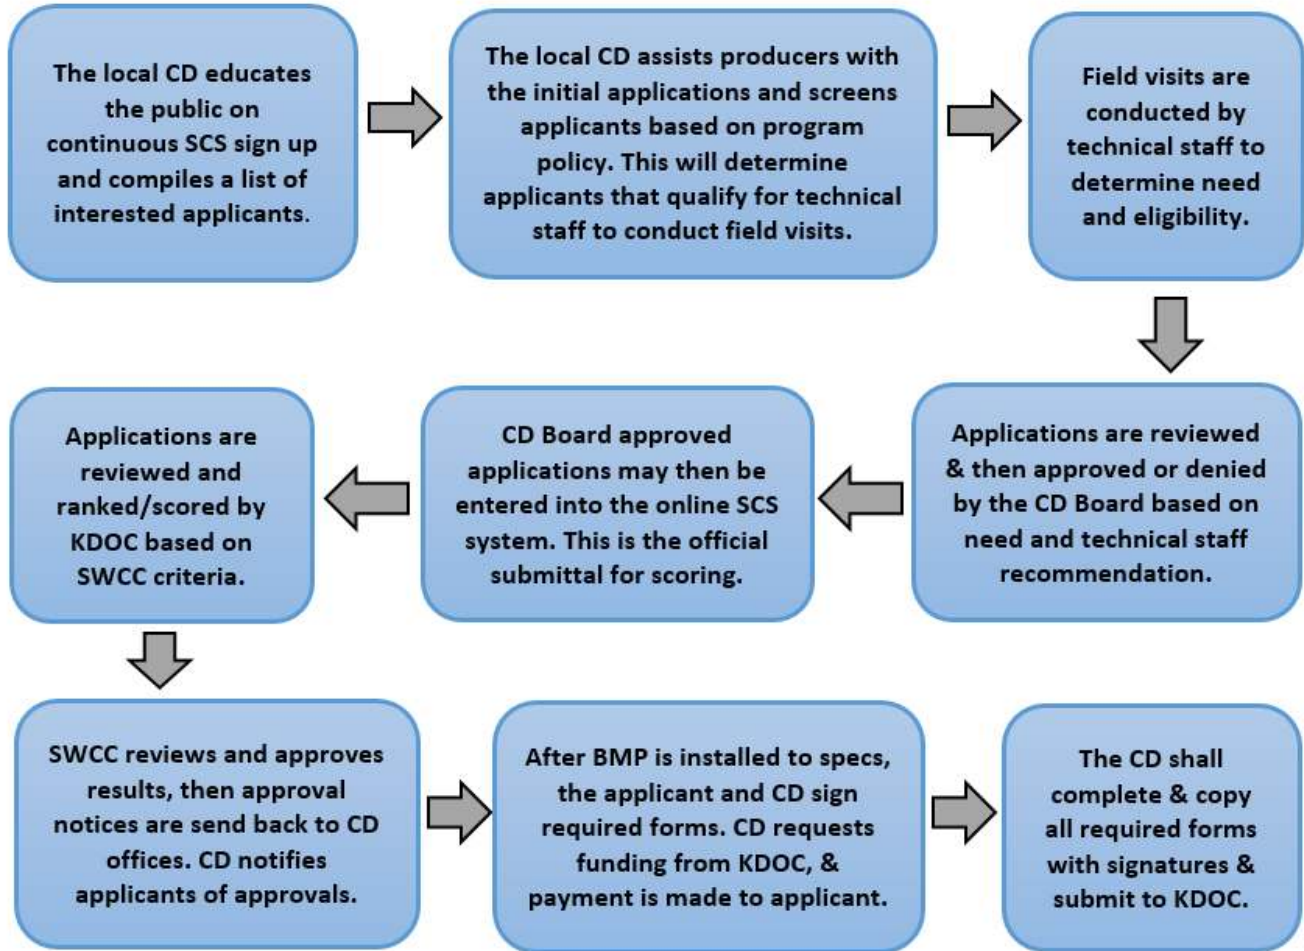 The local CD educates
the public on
continuous SCS sign up
and compiles a list of
interested applicants.
The local CD assists producers with
the initial applications and screens
applicants based on program
policy. This will determine
applicants that qualify for technical
staff to conduct field visits.
Field visits are
conducted by
technical staff to
determine need
and eligibility.
Applications are reviewed
& then approved or denied
by the CD Board based on
need and technical staff
recommendation.
CD Board approved
applications may then be
entered into the online SCS
system. This is the official
submittal for scoring.
Applications are
reviewed and
ranked/scored by
KDOC based on
SWCC criteria.
SWCC reviews and approves
results, then approval
notices are send back to CD
offices. CD notifies
applicants of approvals.
After BMP is installed to specs,
the applicant and CD sign
required forms. CD requests
funding from KDOC, &
payment is made to applicant.
The CD shall
complete & copy
all required forms
with signatures &
submit to KDOC.